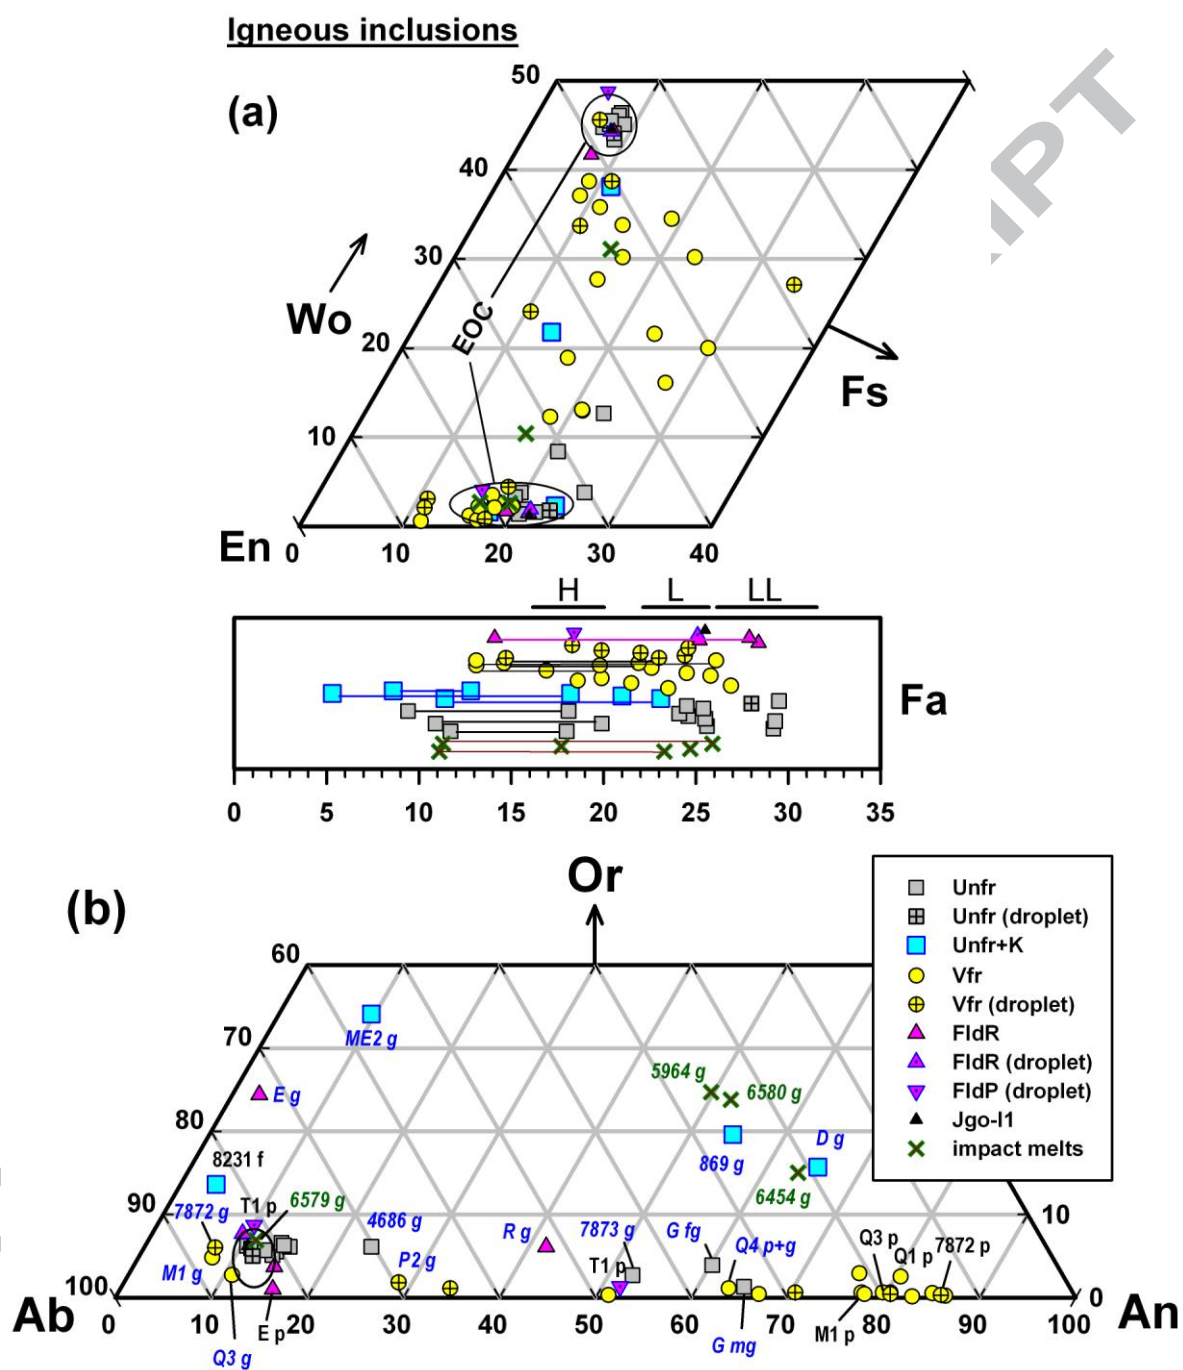 Igneous inclusions
(a)
50
40
30
20
10
Wo
EOC
Fs
En
0 10 20 30 40
H L LL
Fa
0 5 10 15 20 25 30 35
(b)
Or
60
70
80
90
100
Ab
0 10 20 30 40 50 60 70 80 90 100
An
10
0
ME2 g
E g
8231 f
7872 g
T1 p
6579 g
M1 g
Q3 g
E p
4686 g
P2 g
R g
7873 g
T1 p
G fg
Q4 p+g
G mg
5964 g
6580 g
869 g
D g
6454 g
Q3 p
Q1 p
7872 p
M1 p
Unfr
Unfr (droplet)
Unfr+K
Vfr
Vfr (droplet)
FldR
FldR (droplet)
FldP (droplet)
Jgo-I1
impact melts